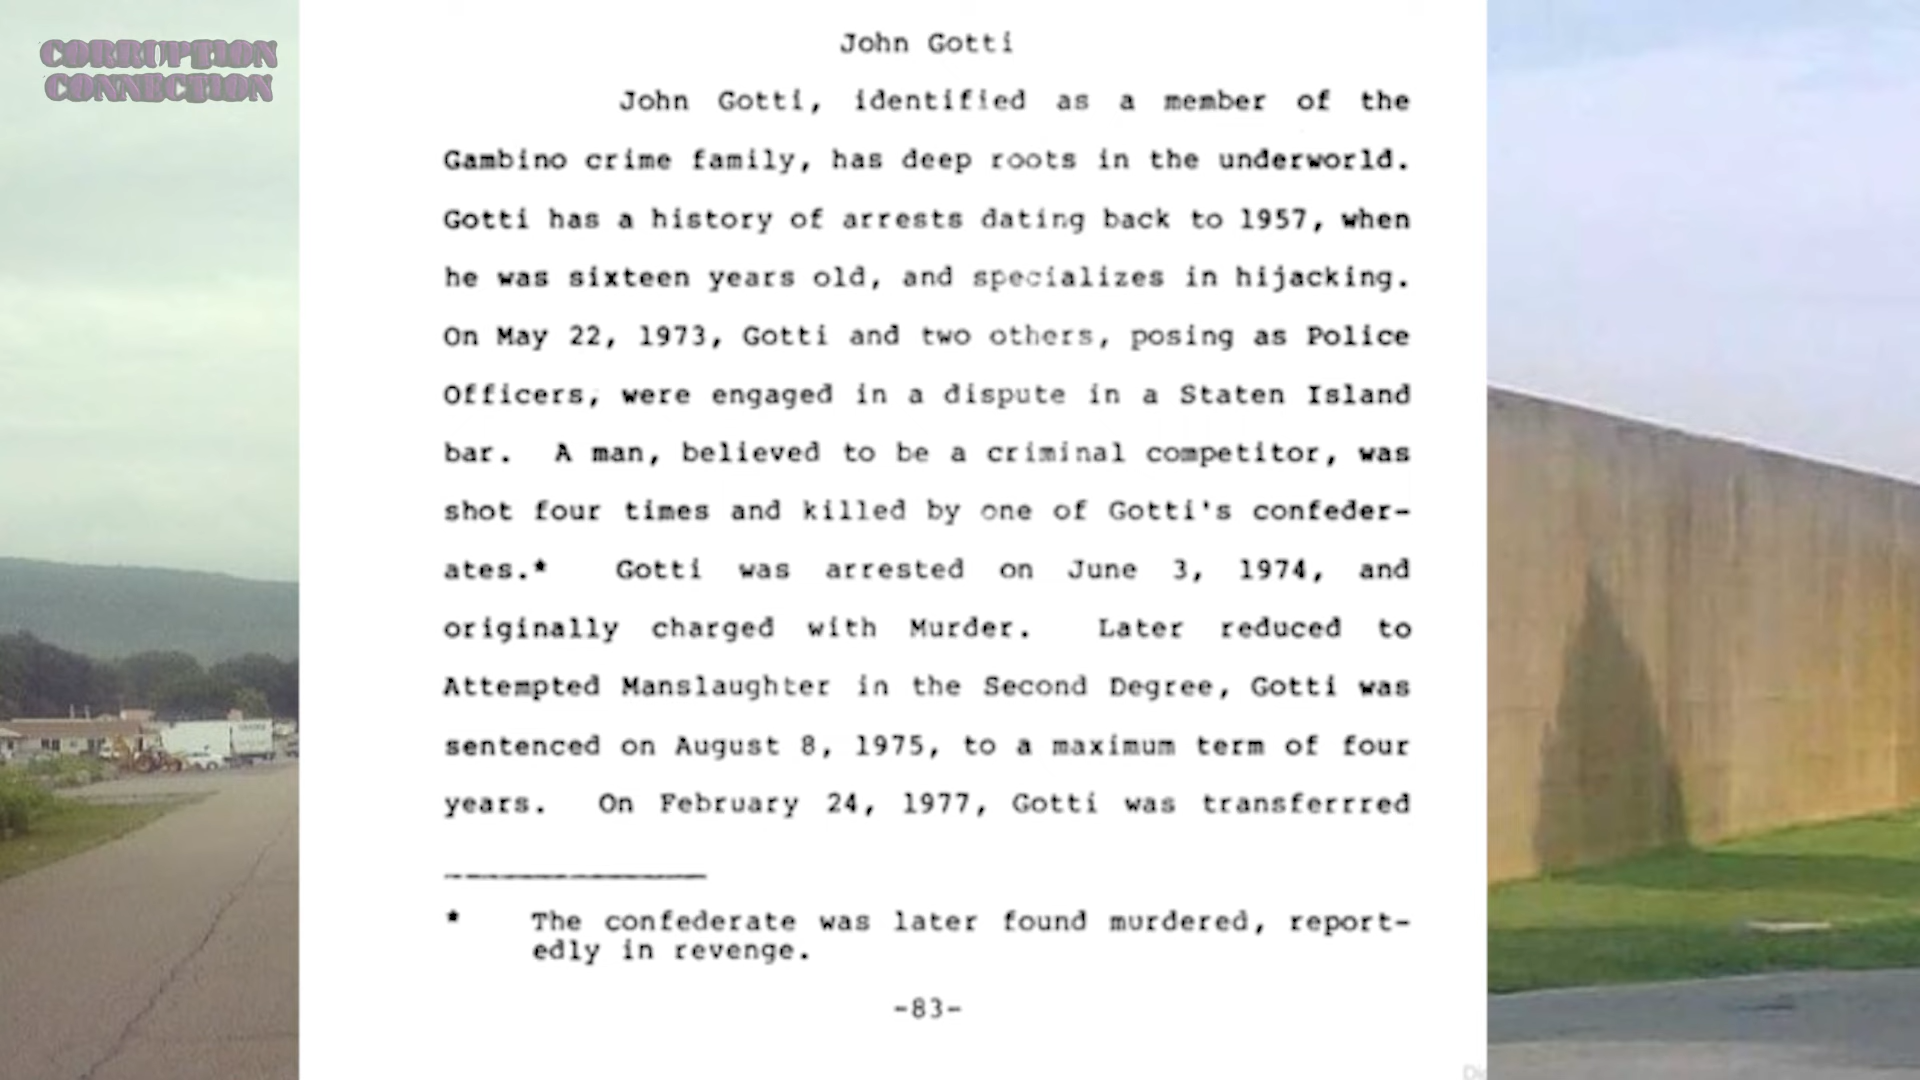 CORRUPTION
CONNECTION
John Gotti
John Gotti, identified as a member of the
Gambino crime family, has deep roots in the underworld.
Gotti has a history of arrests dating back to 1957, when
he was sixteen years old, and specializes in hijacking.
On May 22, 1973, Gotti and two others, posing as Police
Officers, were engaged in a dispute in a Staten Island
bar. A man, believed to be a criminal competitor, was
shot four times and killed by one of Gotti's confeder-
ates.* Gotti was arrested on June 3, 1974, and
originally charged with Murder. Later reduced to
Attempted Manslaughter in the Second Degree, Gotti was
sentenced on August 8, 1975, to a maximum term of four
years. On February 24, 1977, Gotti was transferrred
* The confederate was later found murdered, report-
edly in revenge.
-83-